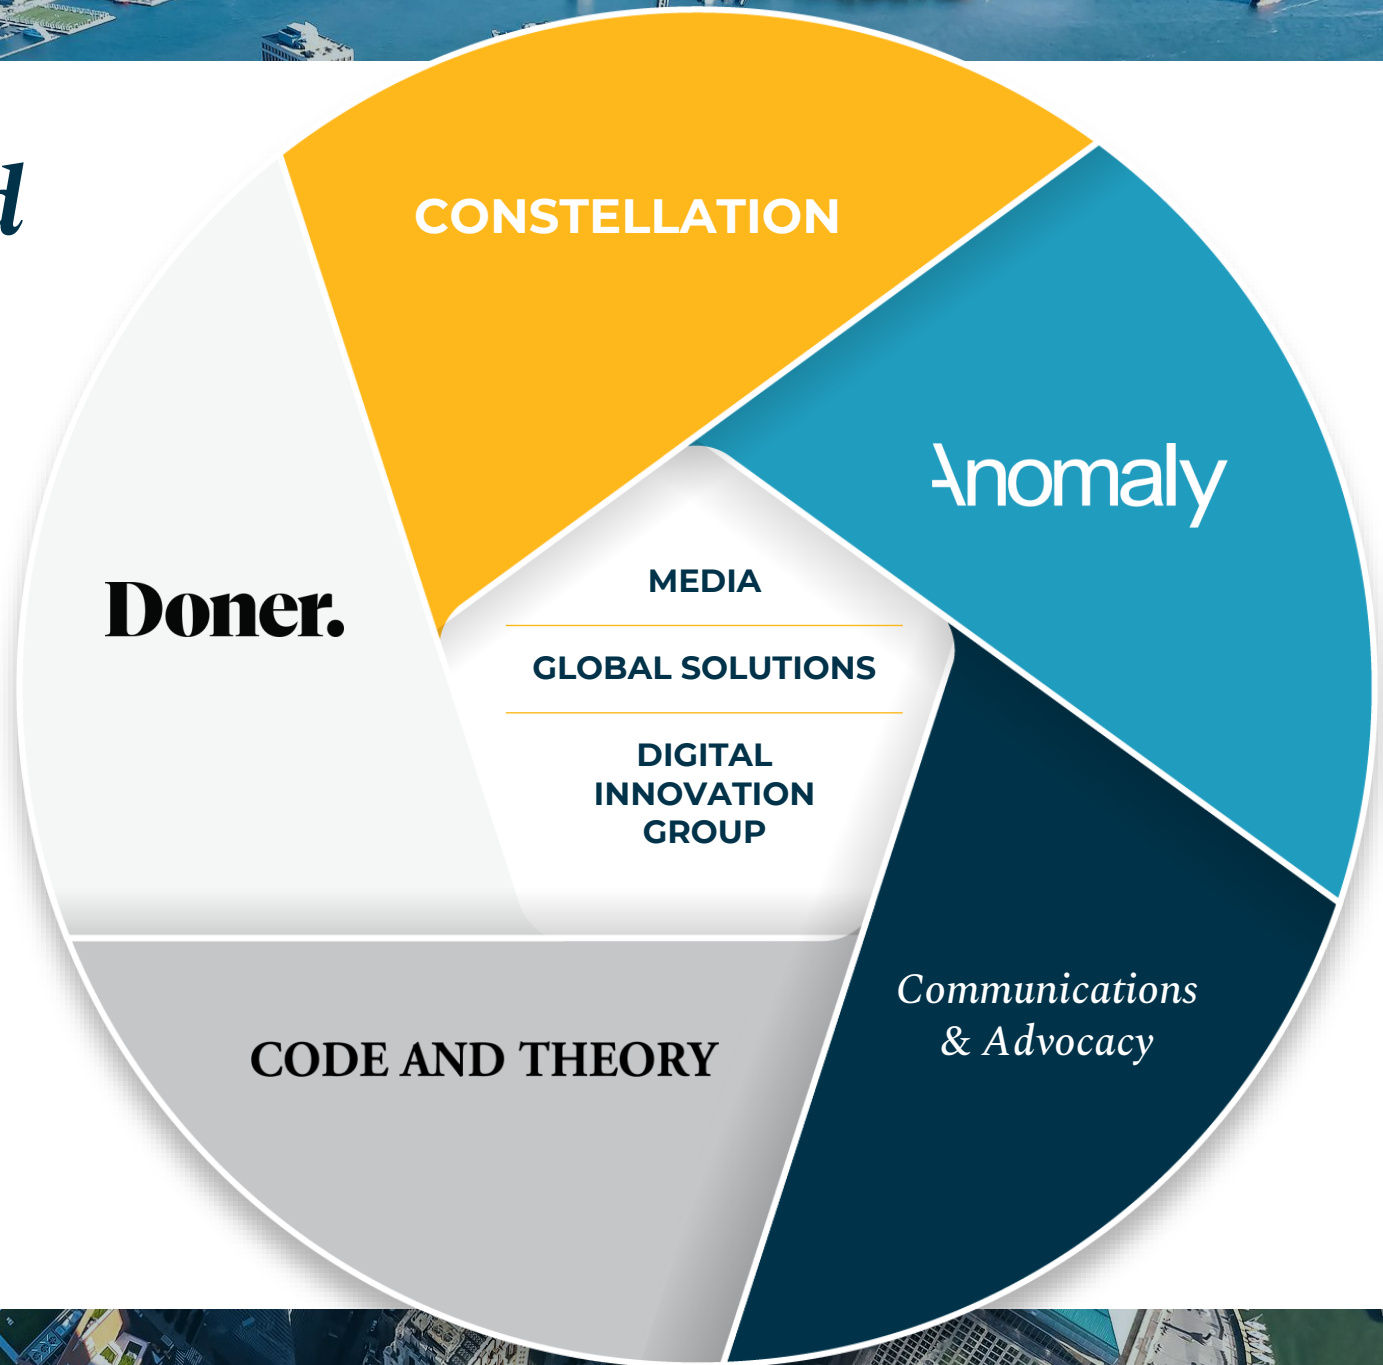 CONSTELLATION
Anomaly
Doner.
MEDIA
GLOBAL SOLUTIONS
DIGITAL
INNOVATION
GROUP
Communications
& Advocacy
CODE AND THEORY